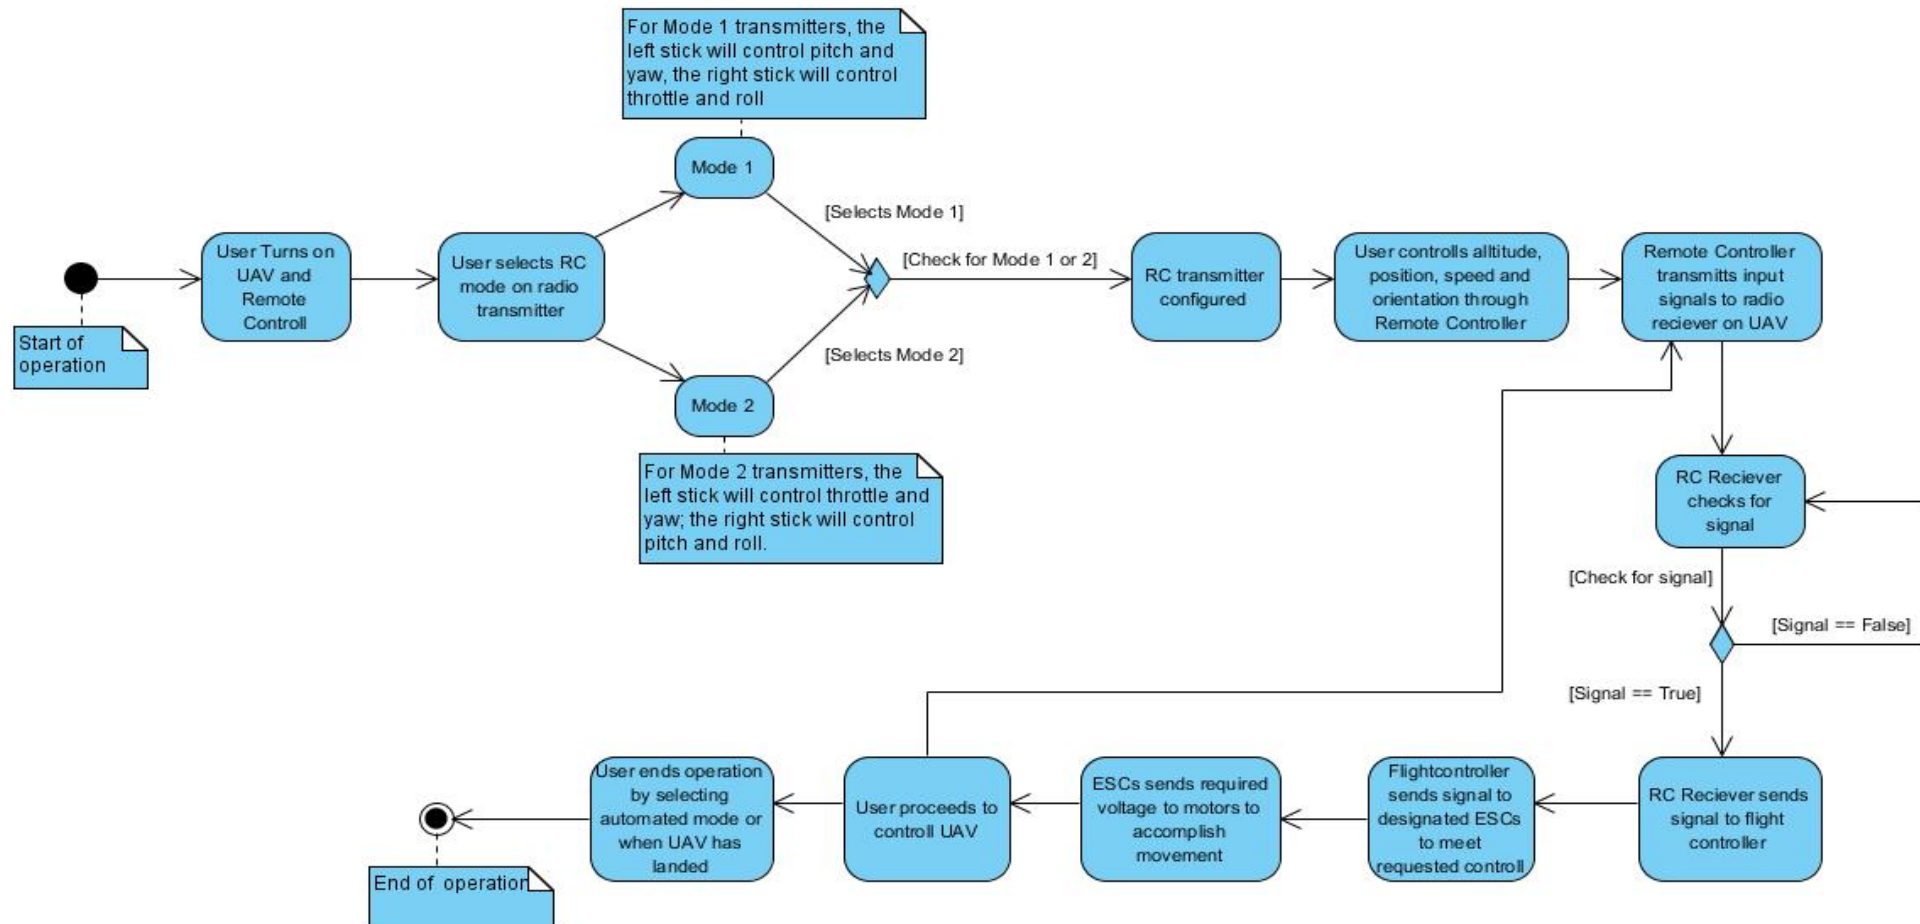 For Mode 1 transmitters, the
left stick will control pitch and
yaw, the right stick will control
throttle and roll
Mode 1
[Selects Mode 1]
User Turns on
UAV and
Remote
Controll
User selects RC
mode on radio
transmitter
[Check for Mode 1 or 2]
RC transmitter
configured
User controlls alltitude,
position, speed and
orientation through
Remote Controller
Remote Controller
transmitts input
signals to radio
reciever on UAV
Start of
operation
[Selects Mode 2]
Mode 2
For Mode 2 transmitters, the
left stick will control throttle and
yaw; the right stick will control
pitch and roll.
RC Reciever
checks for
signal
[Check for signal]
[Signal == False]
[Signal == True]
User ends operation
by selecting
automated mode or
when UAV has
landed
User proceeds to
controll UAV
ESCs sends required
voltage to motors to
accomplish
movement
Flightcontroller
sends signal to
designated ESCs
to meet
requested controll
RC Reciever sends
signal to flight
controller
End of operation